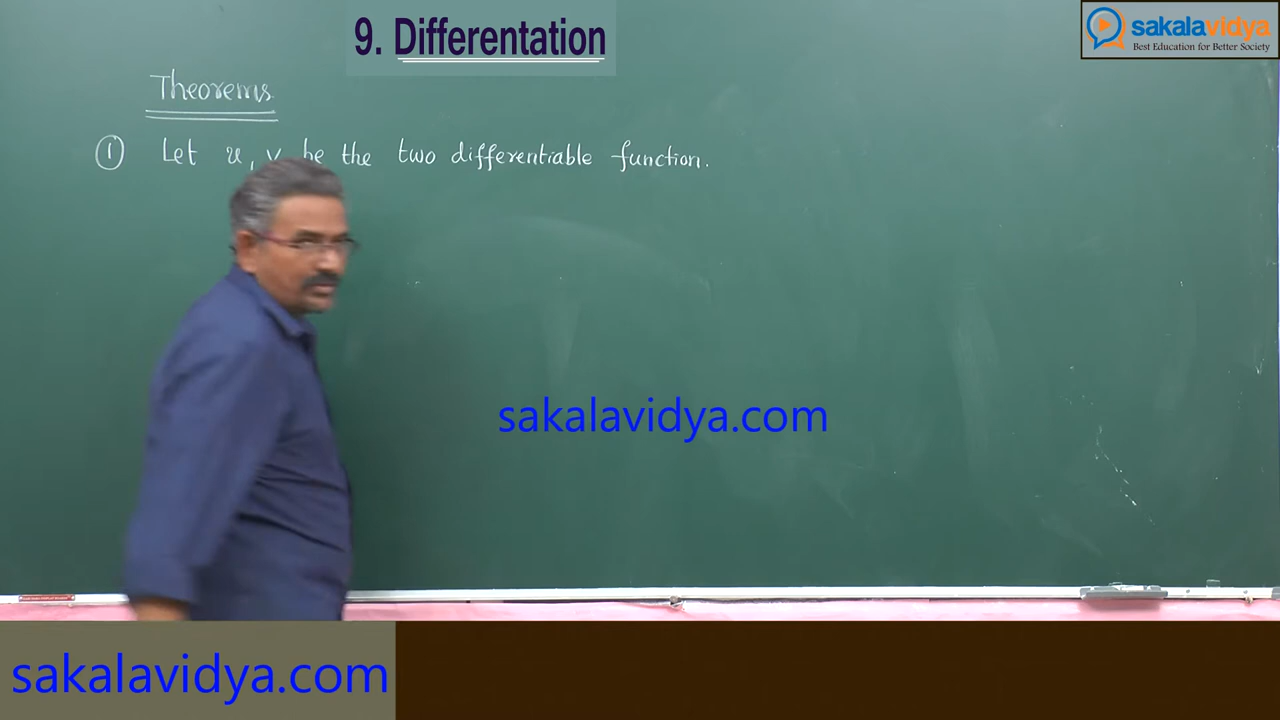 9. Differentation
sakalavidya
Best Education for Better Society
Theorems
① Let u, v be the two differentiable function.
sakalavidya.com
sakalavidya.com